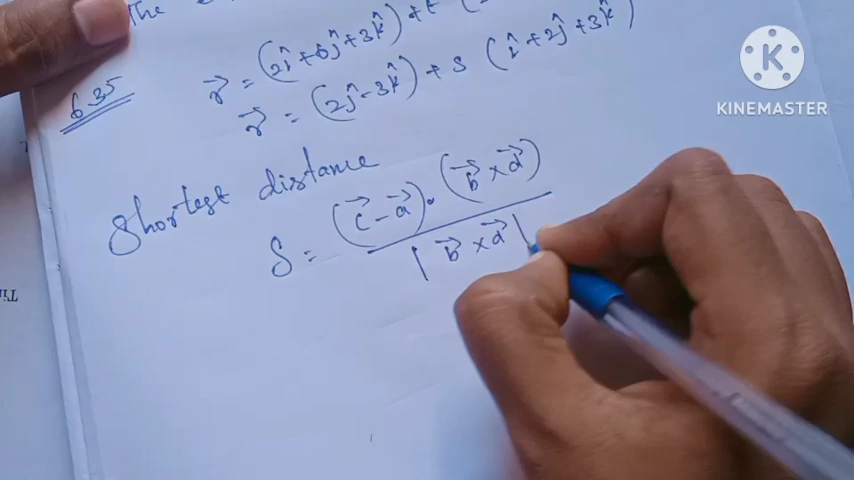 The
6.35
r⃗ = (2î+6ĵ+3k̂)+t(
r⃗ = (2ĵ-3k̂)+s(î+2ĵ+3k̂)
Shortest distance
δ = (c⃗-a⃗)·(b⃗×d⃗)
|b⃗×d⃗|
KINEMASTER